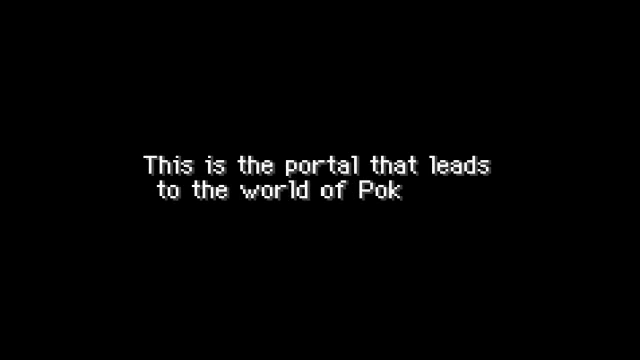 This is the portal that leads
to the world of Pok